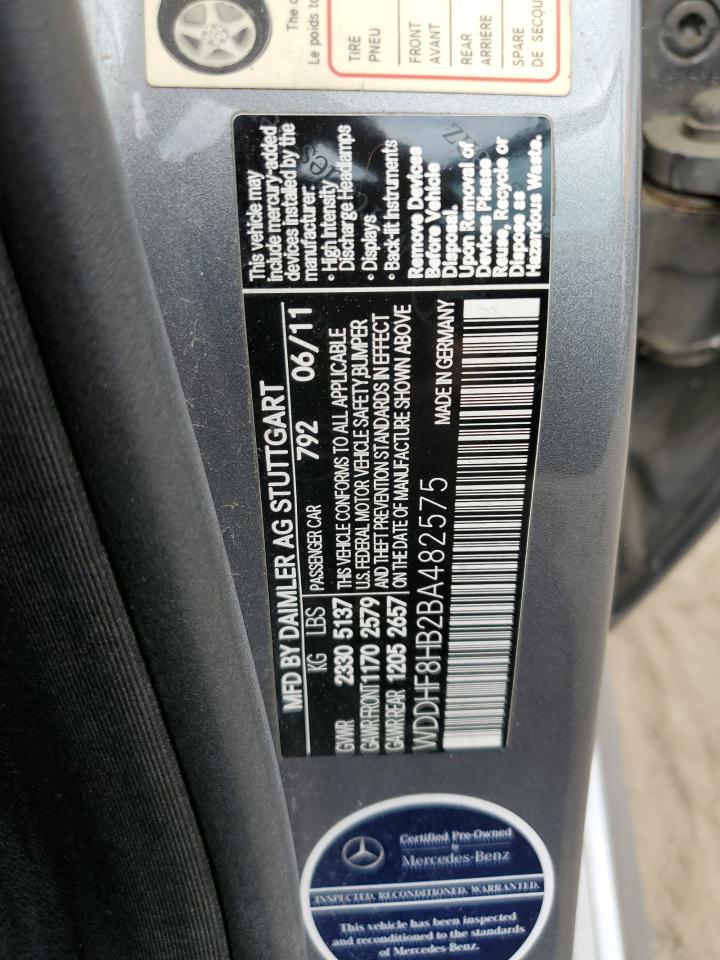 The c
Le poids to
TIRE
PNEU
FRONT
AVANT
REAR
ARRIÈRE
SPARE
DE SECOU
This vehicle may
include mercury-added
devices installed by the
manufacturer:
• High Intensity
Discharge Headlamps
• Displays
• Back-lit Instruments
Remove Devices
Before Vehicle
Disposal.
Upon Removal of
Devices Please
Reuse, Recycle or
Dispose as
Hazardous Waste.
MFD BY DAIMLER AG STUTTGART
792 06/11
KG LBS PASSENGER CAR
GVWR 2330 5137
GAWR FRONT 1170 2579
GAWR REAR 1205 2657
THIS VEHICLE CONFORMS TO ALL APPLICABLE
U.S. FEDERAL MOTOR VEHICLE SAFETY,BUMPER
AND THEFT PREVENTION STANDARDS IN EFFECT
ON THE DATE OF MANUFACTURE SHOWN ABOVE
MADE IN GERMANY
WDDHF8HB2BA482575
Certified Pre-Owned
by
Mercedes-Benz
INSPECTED. RECONDITIONED. WARRANTED.
This vehicle has been inspected
and reconditioned to the standards
of Mercedes-Benz.